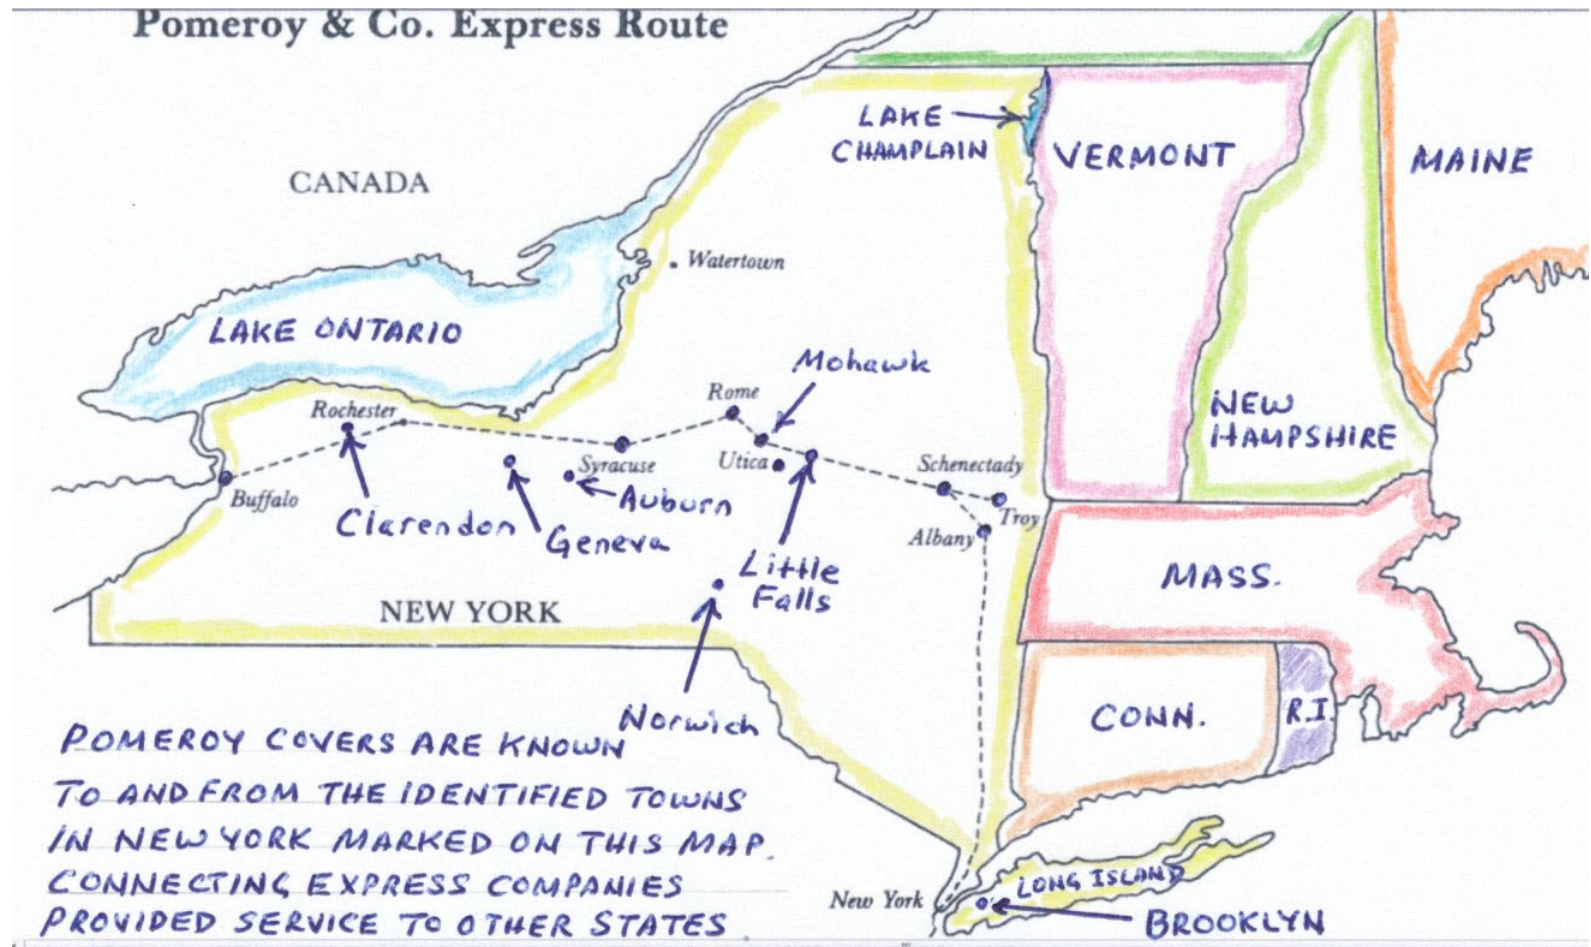 Pomeroy & Co. Express Route
LAKE
CHAMPLAIN
VERMONT
MAINE
CANADA
Watertown
LAKE ONTARIO
Mohawk
Rome
Rochester
NEW
HAMPSHIRE
Utica
Syracuse
Schenectady
Buffalo
Auburn
Troy
Clarendon
Geneva
Albany
Little
Falls
MASS.
NEW YORK
Norwich
CONN.
R.I.
POMEROY COVERS ARE KNOWN
TO AND FROM THE IDENTIFIED TOWNS
IN NEW YORK MARKED ON THIS MAP.
CONNECTING EXPRESS COMPANIES
PROVIDED SERVICE TO OTHER STATES.
LONG ISLAND
New York
BROOKLYN